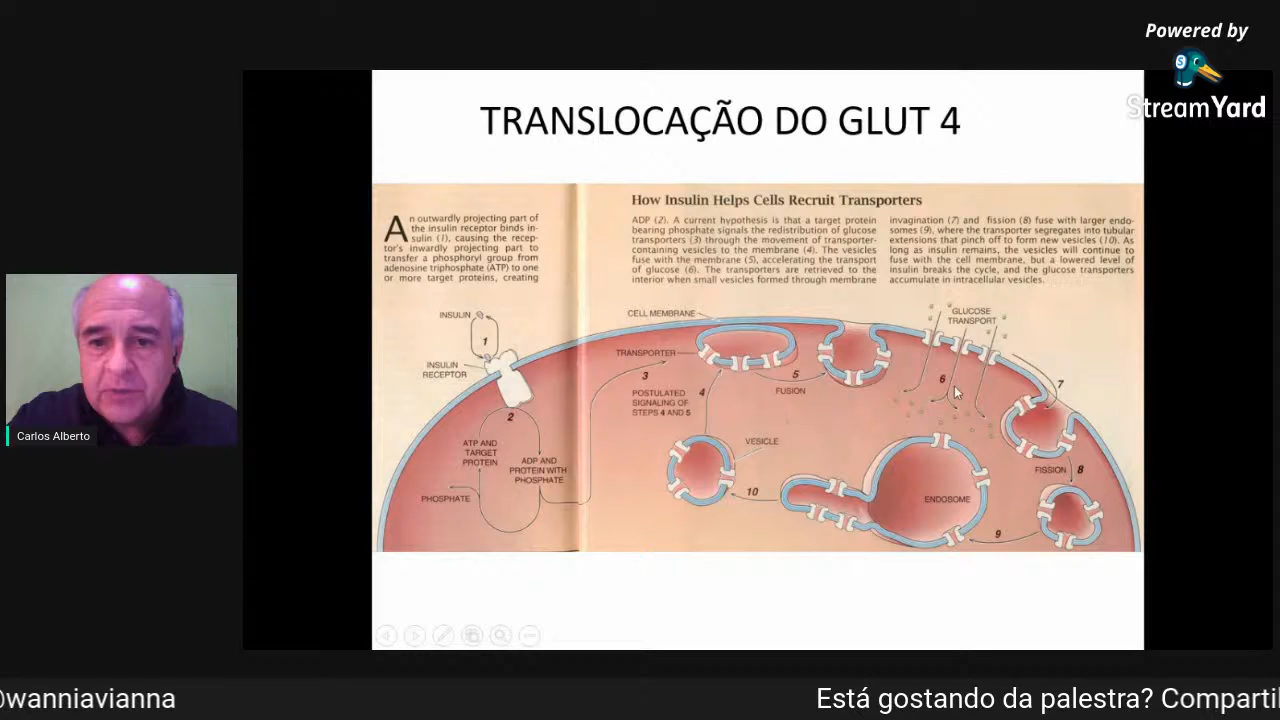 Powered by
StreamYard
TRANSLOCAÇÃO DO GLUT 4
How Insulin Helps Cells Recruit Transporters
An outwardly projecting part of
the insulin receptor binds in-
sulin (1), causing the recep-
tor's inwardly projecting part to
transfer a phosphoryl group from
adenosine triphosphate (ATP) to one
or more target proteins, creating
ADP (2). A current hypothesis is that a target protein
bearing phosphate signals the redistribution of glucose
transporters (3) through the movement of transporter-
containing vesicles to the membrane (4). The vesicles
fuse with the membrane (5), accelerating the transport
of glucose (6). The transporters are retrieved to the
interior when small vesicles formed through membrane
invagination (7) and fission (8) fuse with larger endo-
somes (9), where the transporter segregates into tubular
extensions that pinch off to form new vesicles (10). As
long as insulin remains, the vesicles will continue to
fuse with the cell membrane, but a lowered level of
insulin breaks the cycle, and the glucose transporters
accumulate in intracellular vesicles.
INSULIN
1
INSULIN
RECEPTOR
2
ATP AND
TARGET
PROTEIN
ADP AND
PROTEIN WITH
PHOSPHATE
PHOSPHATE
CELL MEMBRANE
TRANSPORTER
3
POSTULATED
SIGNALING OF
STEPS 4 AND 5
4
5
FUSION
GLUCOSE
TRANSPORT
6
7
FISSION
8
VESICLE
10
ENDOSOME
9
Carlos Alberto
@wanniavianna
Está gostando da palestra? Compartil